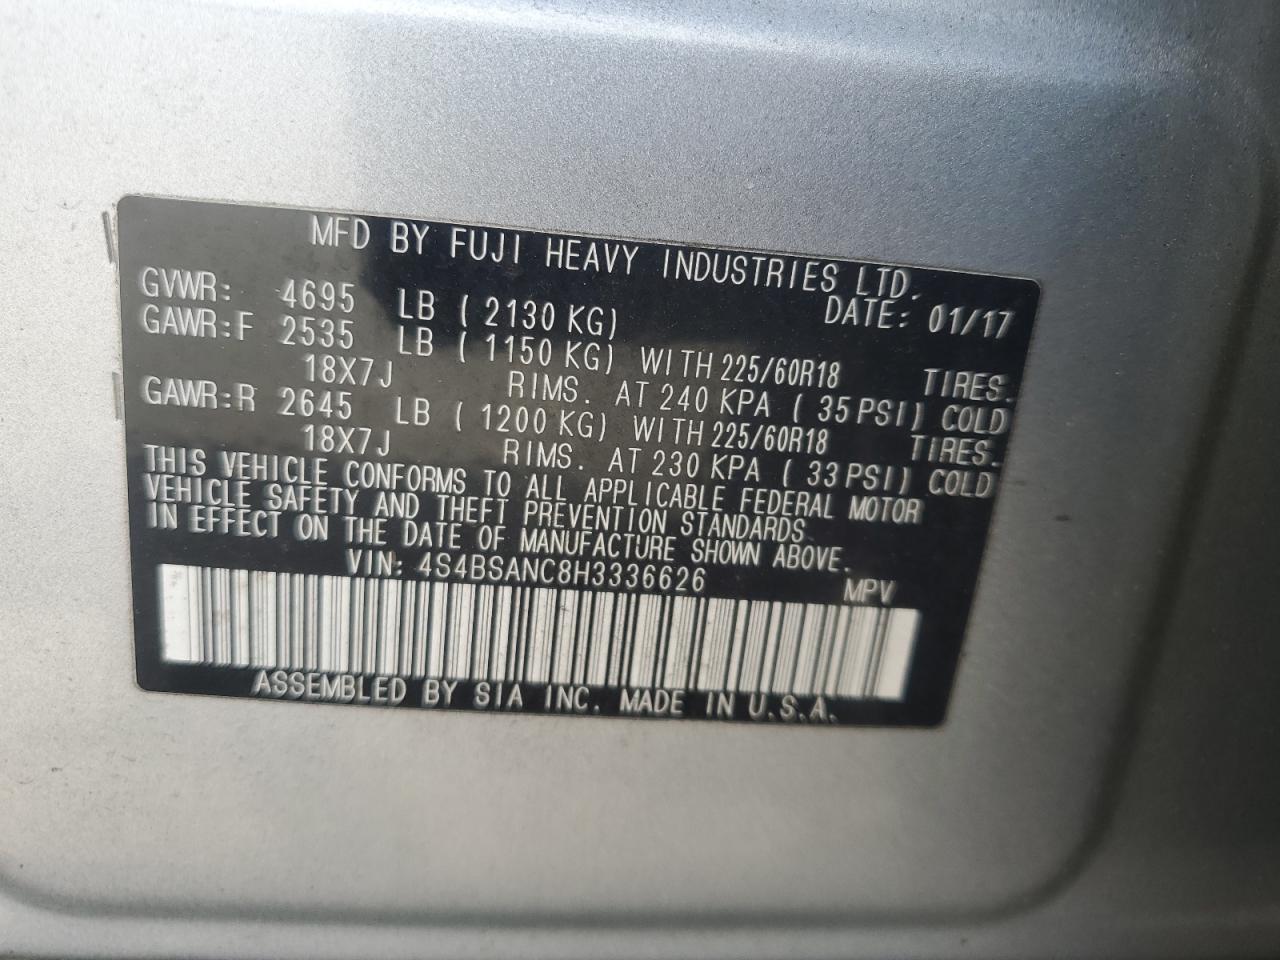 MFD BY FUJI HEAVY INDUSTRIES LTD.
GVWR: 4695 LB ( 2130 KG) DATE: 01/17
GAWR:F 2535 LB ( 1150 KG) WITH 225/60R18 TIRES.
18X7J RIMS. AT 240 KPA ( 35 PSI) COLD
GAWR:R 2645 LB ( 1200 KG) WITH 225/60R18 TIRES.
18X7J RIMS. AT 230 KPA ( 33 PSI) COLD
THIS VEHICLE CONFORMS TO ALL APPLICABLE FEDERAL MOTOR
VEHICLE SAFETY AND THEFT PREVENTION STANDARDS
IN EFFECT ON THE DATE OF MANUFACTURE SHOWN ABOVE.
VIN: 4S4BSANC8H3336626 MPV
ASSEMBLED BY SIA INC. MADE IN U.S.A.